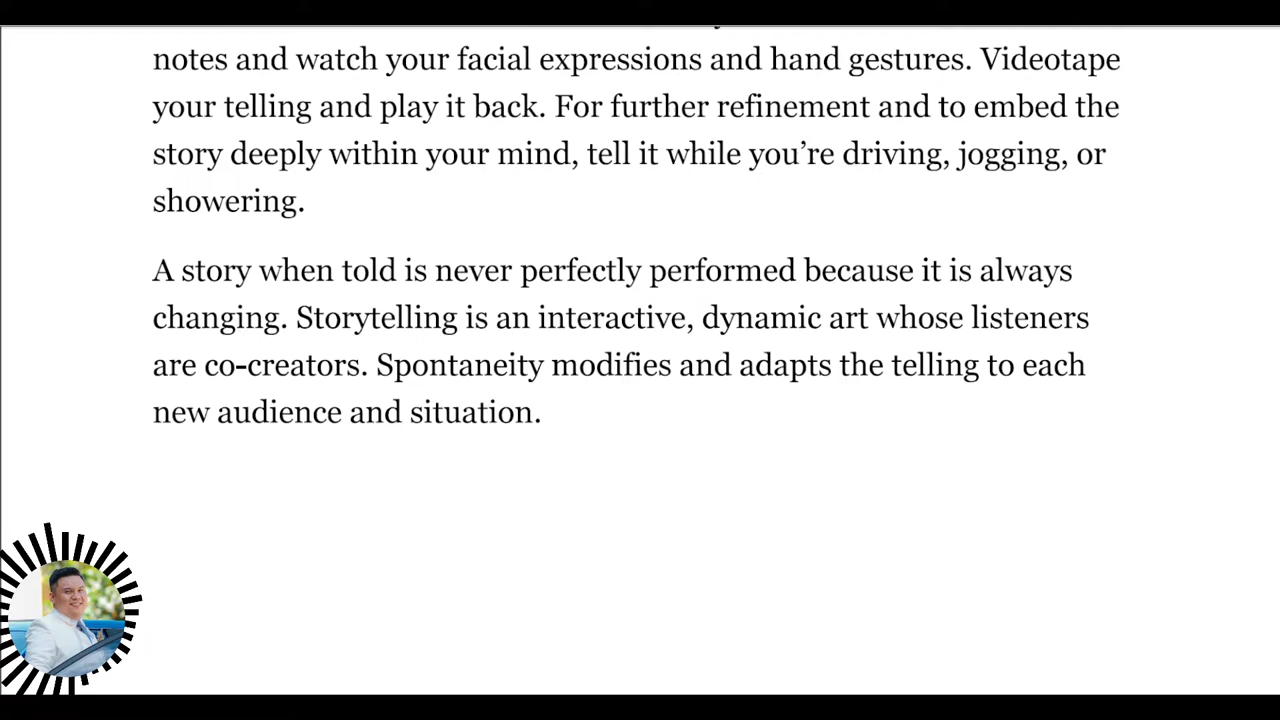 notes and watch your facial expressions and hand gestures. Videotape
your telling and play it back. For further refinement and to embed the
story deeply within your mind, tell it while you’re driving, jogging, or
showering.
A story when told is never perfectly performed because it is always
changing. Storytelling is an interactive, dynamic art whose listeners
are co-creators. Spontaneity modifies and adapts the telling to each
new audience and situation.